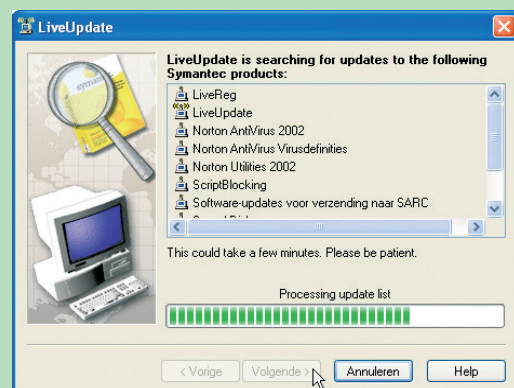 LiveUpdate
LiveUpdate is searching for updates to the following
Symantec products:
LiveReg
LiveUpdate
Norton AntiVirus 2002
Norton AntiVirus Virusdefinities
Norton Utilities 2002
ScriptBlocking
Software-updates voor verzending naar SARC
This could take a few minutes. Please be patient.
Processing update list
< Vorige
Volgende >
Annuleren
Help